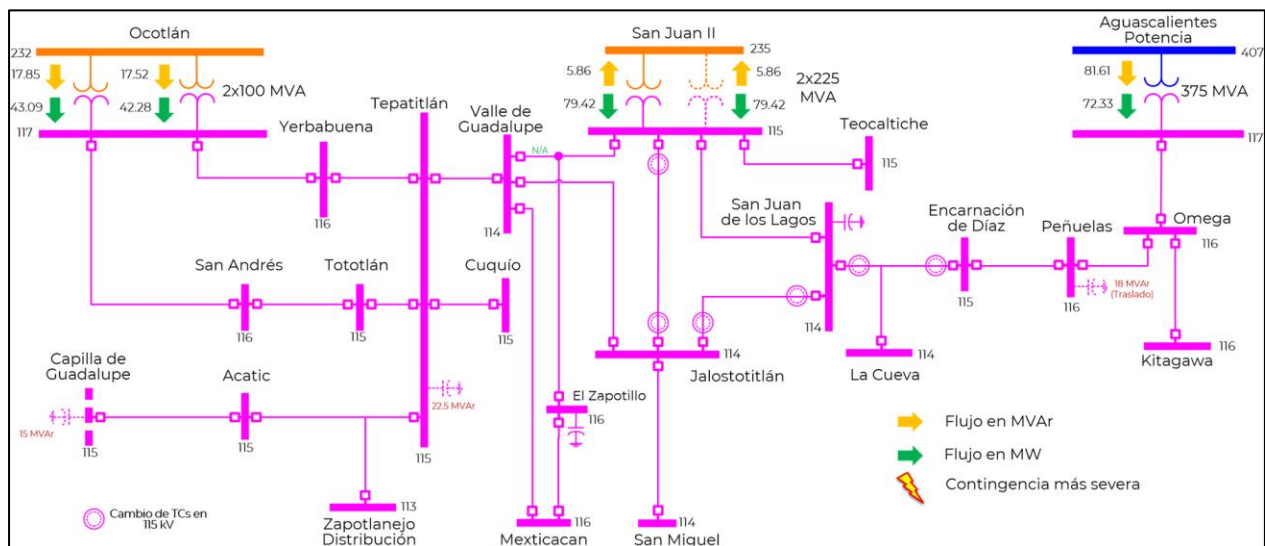 Ocotlán
232
17.85
17.52
43.09
42.28
2x100 MVA
117
San Juan II
235
5.86
5.86
79.42
79.42
2x225
MVA
115
Aguascalientes
Potencia
407
81.61
72.33
375 MVA
117
Yerbabuena
116
Tepatitlán
Valle de
Guadalupe
N/A
114
Teocaltiche
115
San Juan
de los Lagos
114
Encarnación
de Díaz
115
Peñuelas
116
18 MVAr
(Traslado)
Omega
116
Kitagawa
116
San Andrés
116
Tototlán
115
Cuquío
115
114
Jalostotitlán
114
La Cueva
Capilla de
Guadalupe
15 MVAr
115
Acatic
115
22.5 MVAr
115
El Zapotillo
116
113
Zapotlanejo
Distribución
116
Mexticacan
114
San Miguel
Cambio de TCs en
115 kV
Flujo en MVAr
Flujo en MW
Contingencia más severa